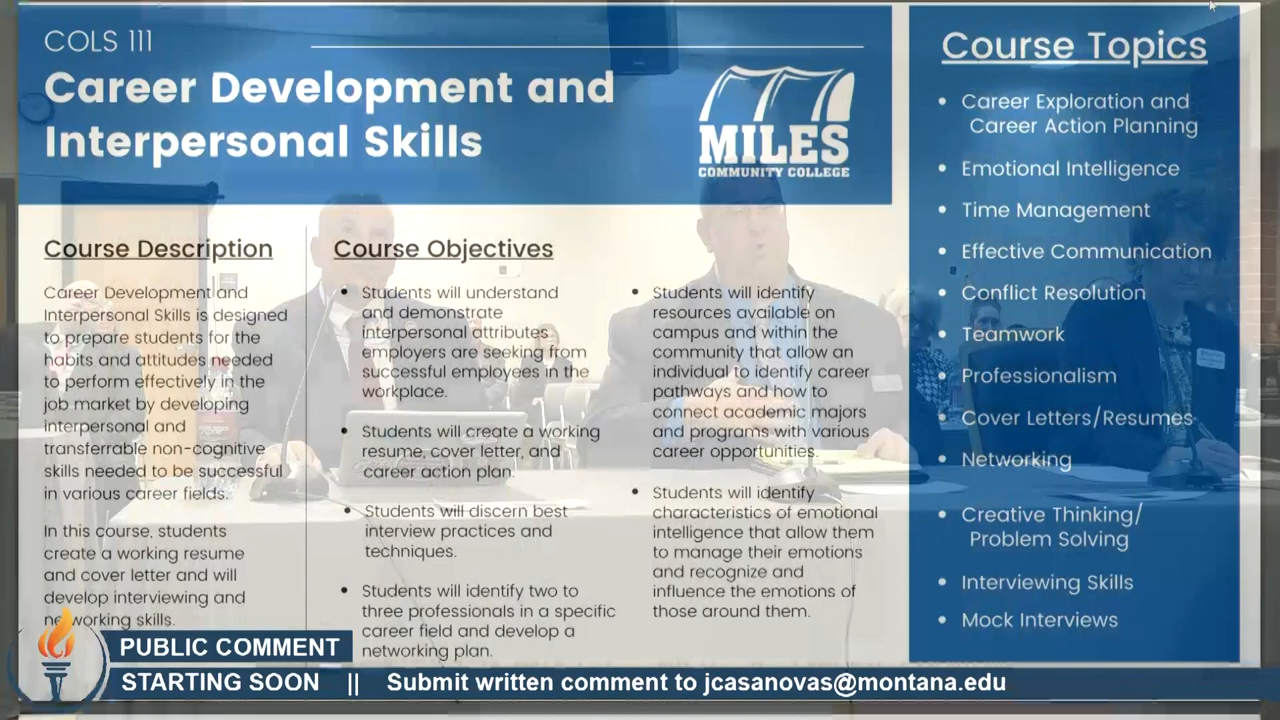 COLS 111
Career Development and
Interpersonal Skills
MILES
COMMUNITY COLLEGE
Course Description
Career Development and
Interpersonal Skills is designed
to prepare students for the
habits and attitudes needed
to perform effectively in the
job market by developing
interpersonal and
transferrable non-cognitive
skills needed to be successful
in various career fields.
In this course, students
create a working resume
and cover letter and will
develop interviewing and
networking skills.
Course Objectives
• Students will understand
and demonstrate
interpersonal attributes
employers are seeking from
successful employees in the
workplace.
• Students will create a working
resume, cover letter, and
career action plan.
• Students will discern best
interview practices and
techniques.
• Students will identify two to
three professionals in a specific
career field and develop a
networking plan.
• Students will identify
resources available on
campus and within the
community that allow an
individual to identify career
pathways and how to
connect academic majors
and programs with various
career opportunities.
• Students will identify
characteristics of emotional
intelligence that allow them
to manage their emotions
and recognize and
influence the emotions of
those around them.
Course Topics
• Career Exploration and
Career Action Planning
• Emotional Intelligence
• Time Management
• Effective Communication
• Conflict Resolution
• Teamwork
• Professionalism
• Cover Letters/Resumes
• Networking
• Creative Thinking/
Problem Solving
• Interviewing Skills
• Mock Interviews
PUBLIC COMMENT
STARTING SOON || Submit written comment to jcasanovas@montana.edu